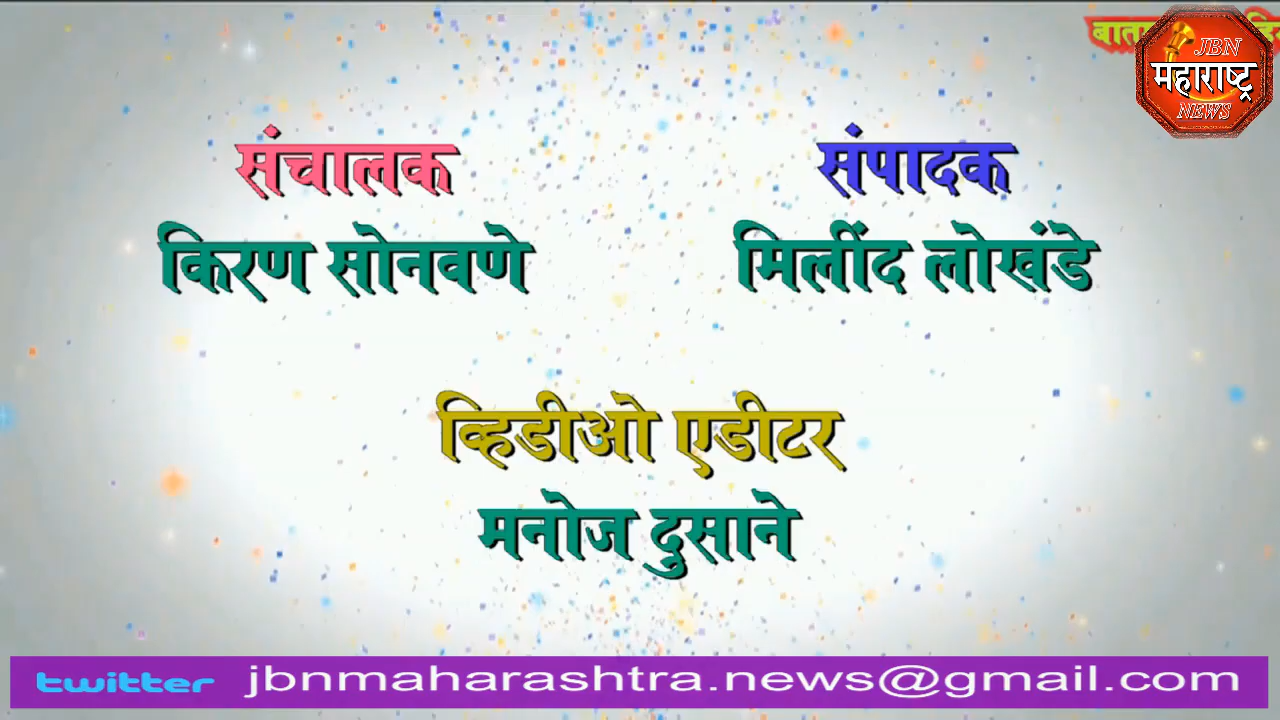 JBN
महाराष्ट्र
NEWS
संचालक
संपादक
किरण सोनवणे
मिलींद लोखंडे
व्हिडीओ एडीटर
मनोज दुसाने
twitter jbnmaharashtra.news@gmail.com